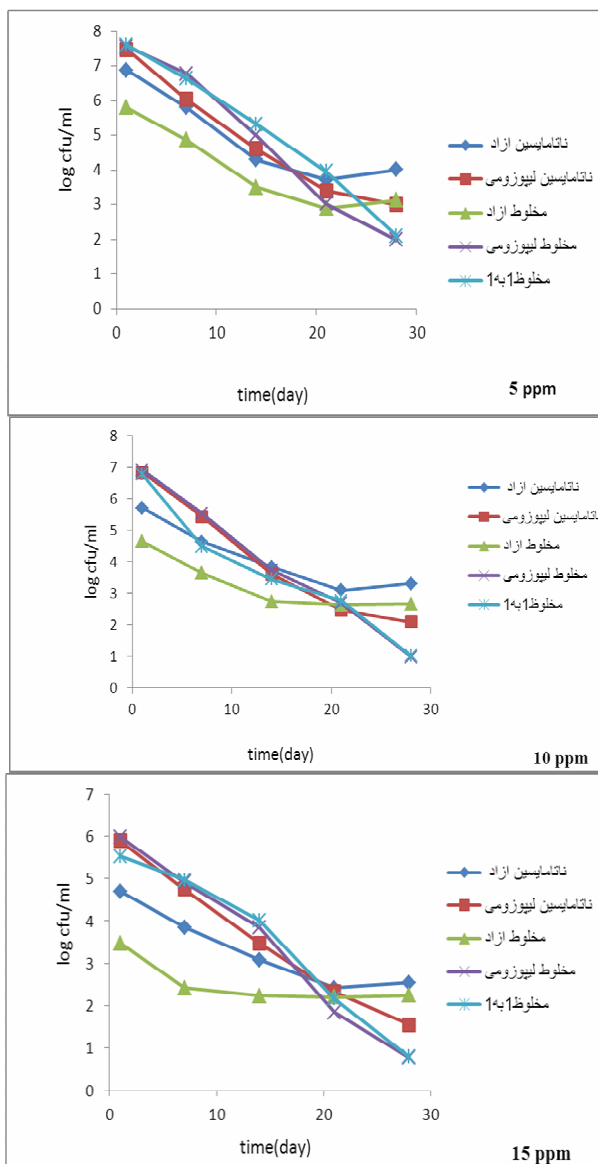 8
7
6
5
4
3
2
1
0
log cfu/ml
0 10 20 30
time(day)
ناتامایسین ازاد
ناتامایسین لیپوزومی
مخلوط ازاد
مخلوط لیپوزومی
مخلوظ1به1
5 ppm
8
7
6
5
4
3
2
1
0
log cfu/ml
0 10 20 30
time(day)
ناتامایسین ازاد
ناتامایسین لیپوزومی
مخلوط ازاد
مخلوط لیپوزومی
مخلوظ1به1
10 ppm
7
6
5
4
3
2
1
0
log cfu/ml
0 10 20 30
time(day)
ناتامایسین ازاد
ناتامایسین لیپوزومی
مخلوط ازاد
مخلوط لیپوزومی
مخلوظ1به1
15 ppm